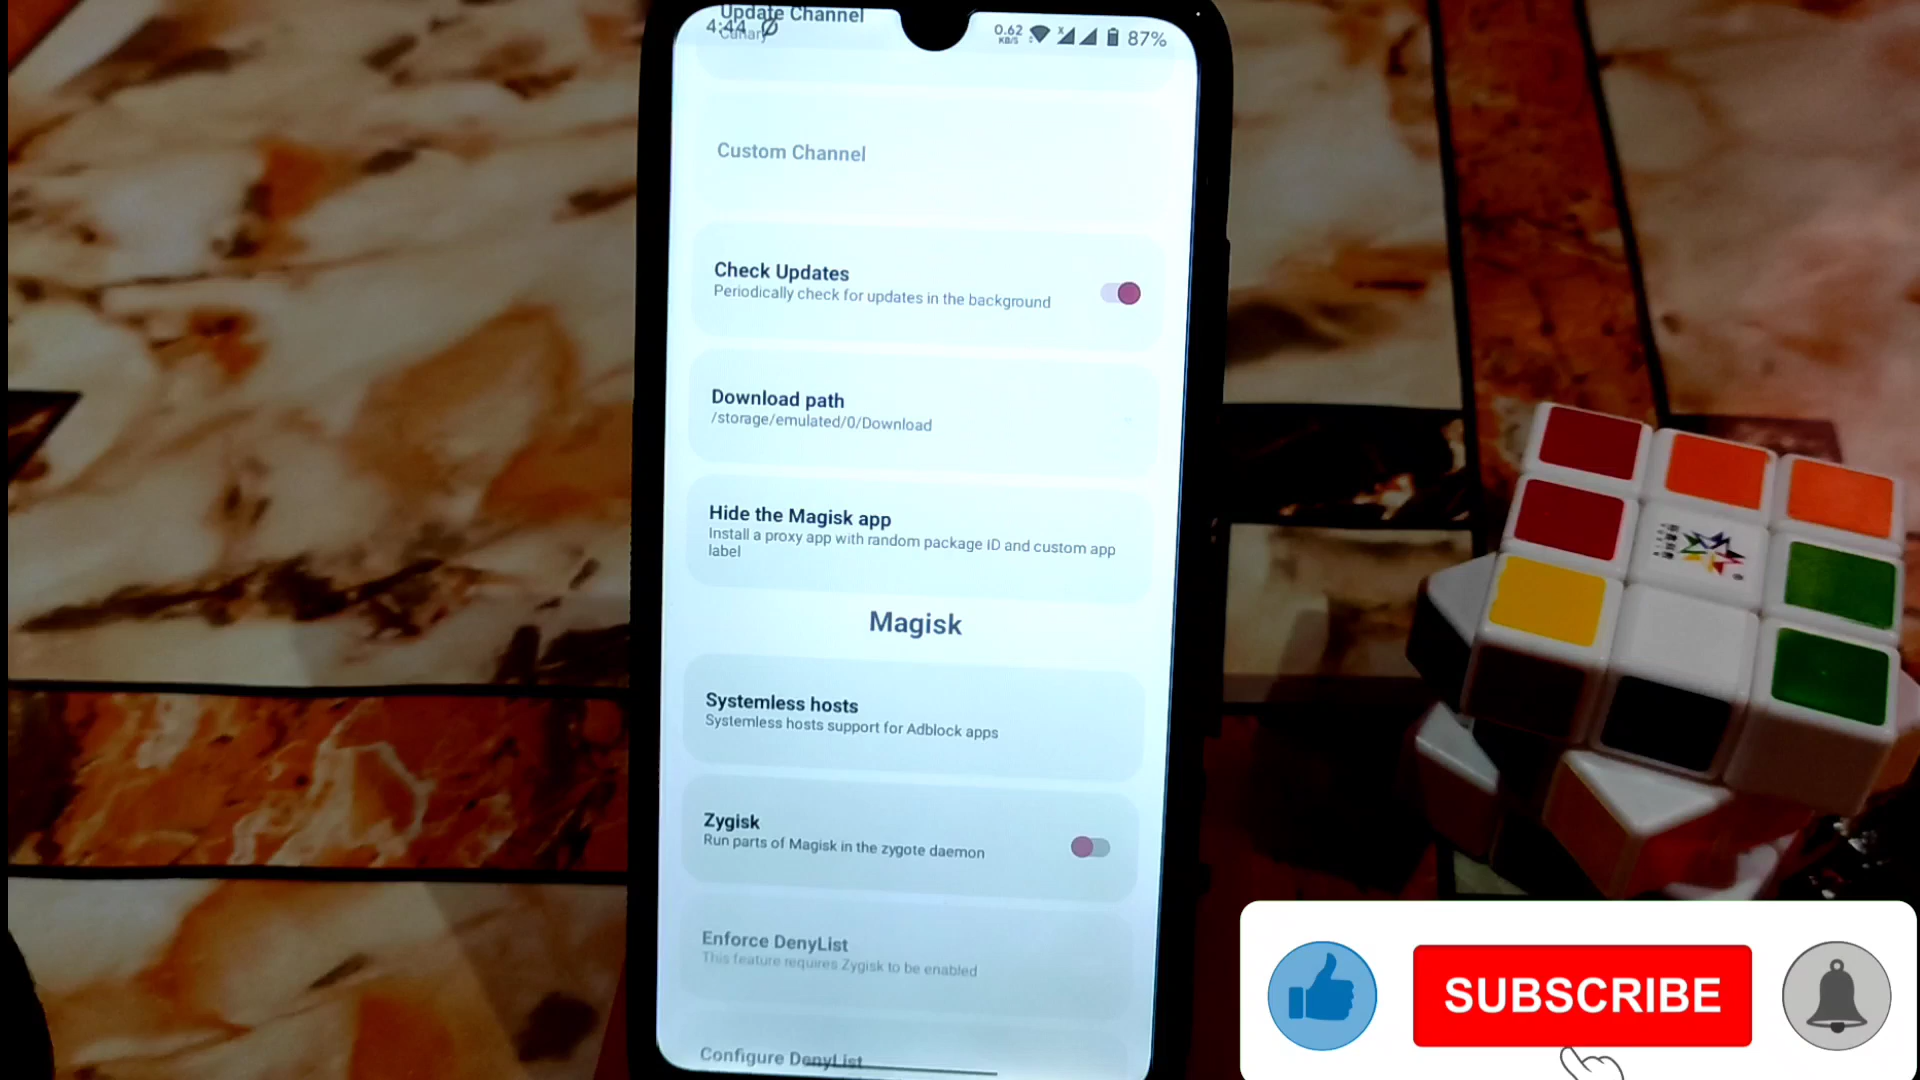 Update Channel
4:44
Canary
0.62
KB/S
87%
Custom Channel
Check Updates
Periodically check for updates in the background
Download path
/storage/emulated/0/Download
Hide the Magisk app
Install a proxy app with random package ID and custom app
label
Magisk
Systemless hosts
Systemless hosts support for Adblock apps
Zygisk
Run parts of Magisk in the zygote daemon
Enforce DenyList
This feature requires Zygisk to be enabled
Configure DenyList
SUBSCRIBE